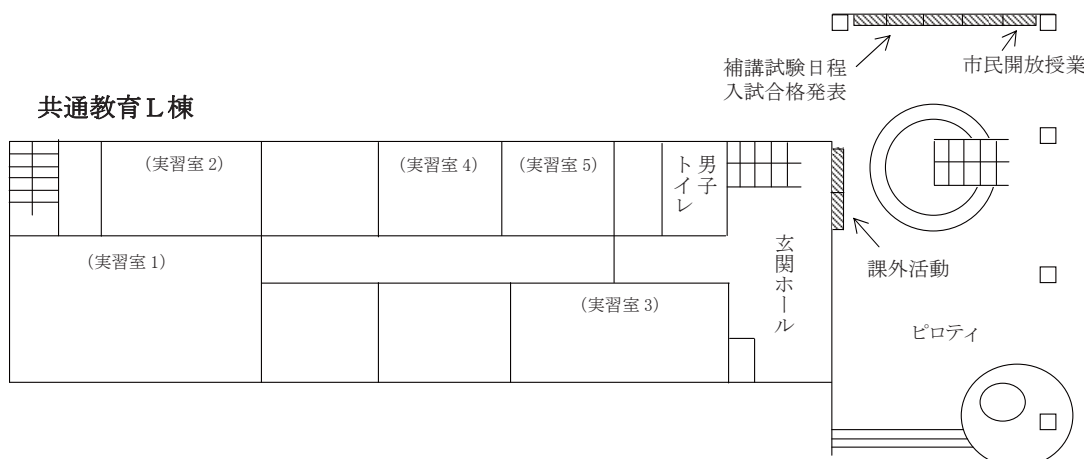 補講試験日程
入試合格発表
市民開放授業
共通教育L棟
(実習室 2)
(実習室 4)
(実習室 5)
男子
トイレ
(実習室 1)
玄関ホール
課外活動
(実習室 3)
ピロティ